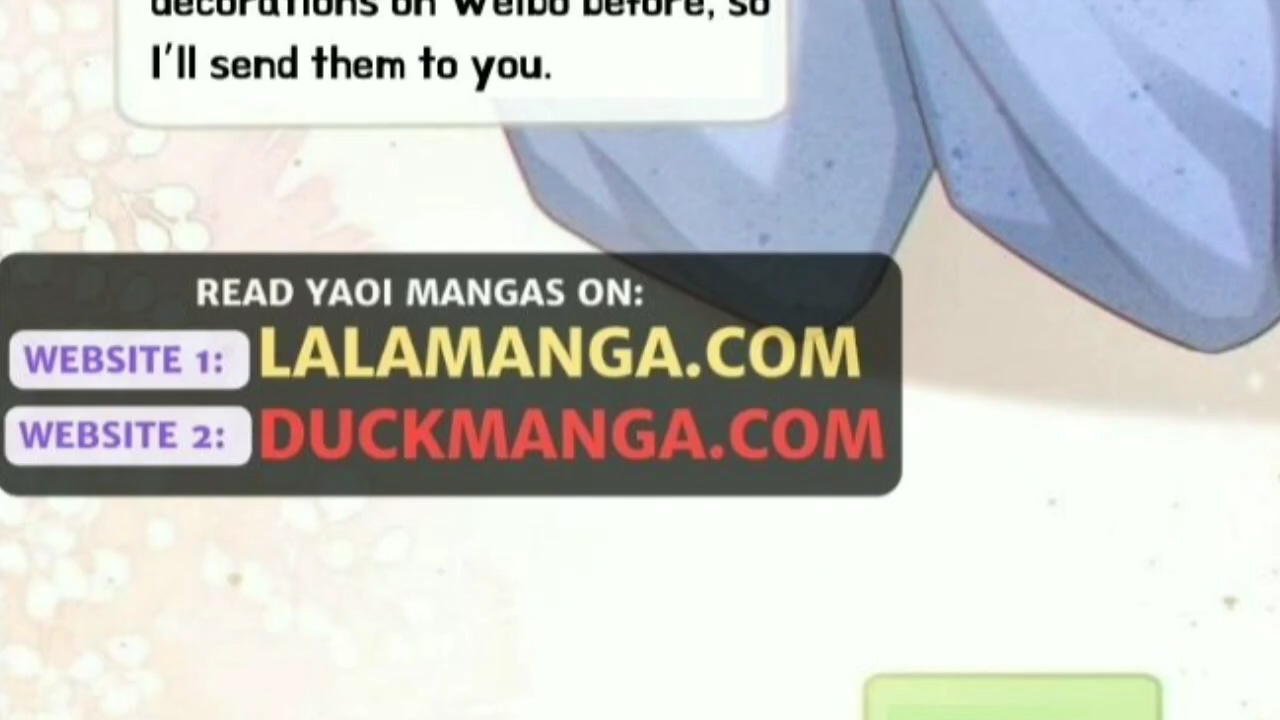 decorations on Weibo before, so
I'll send them to you.
READ YAOI MANGAS ON:
WEBSITE 1: LALAMANGA.COM
WEBSITE 2: DUCKMANGA.COM